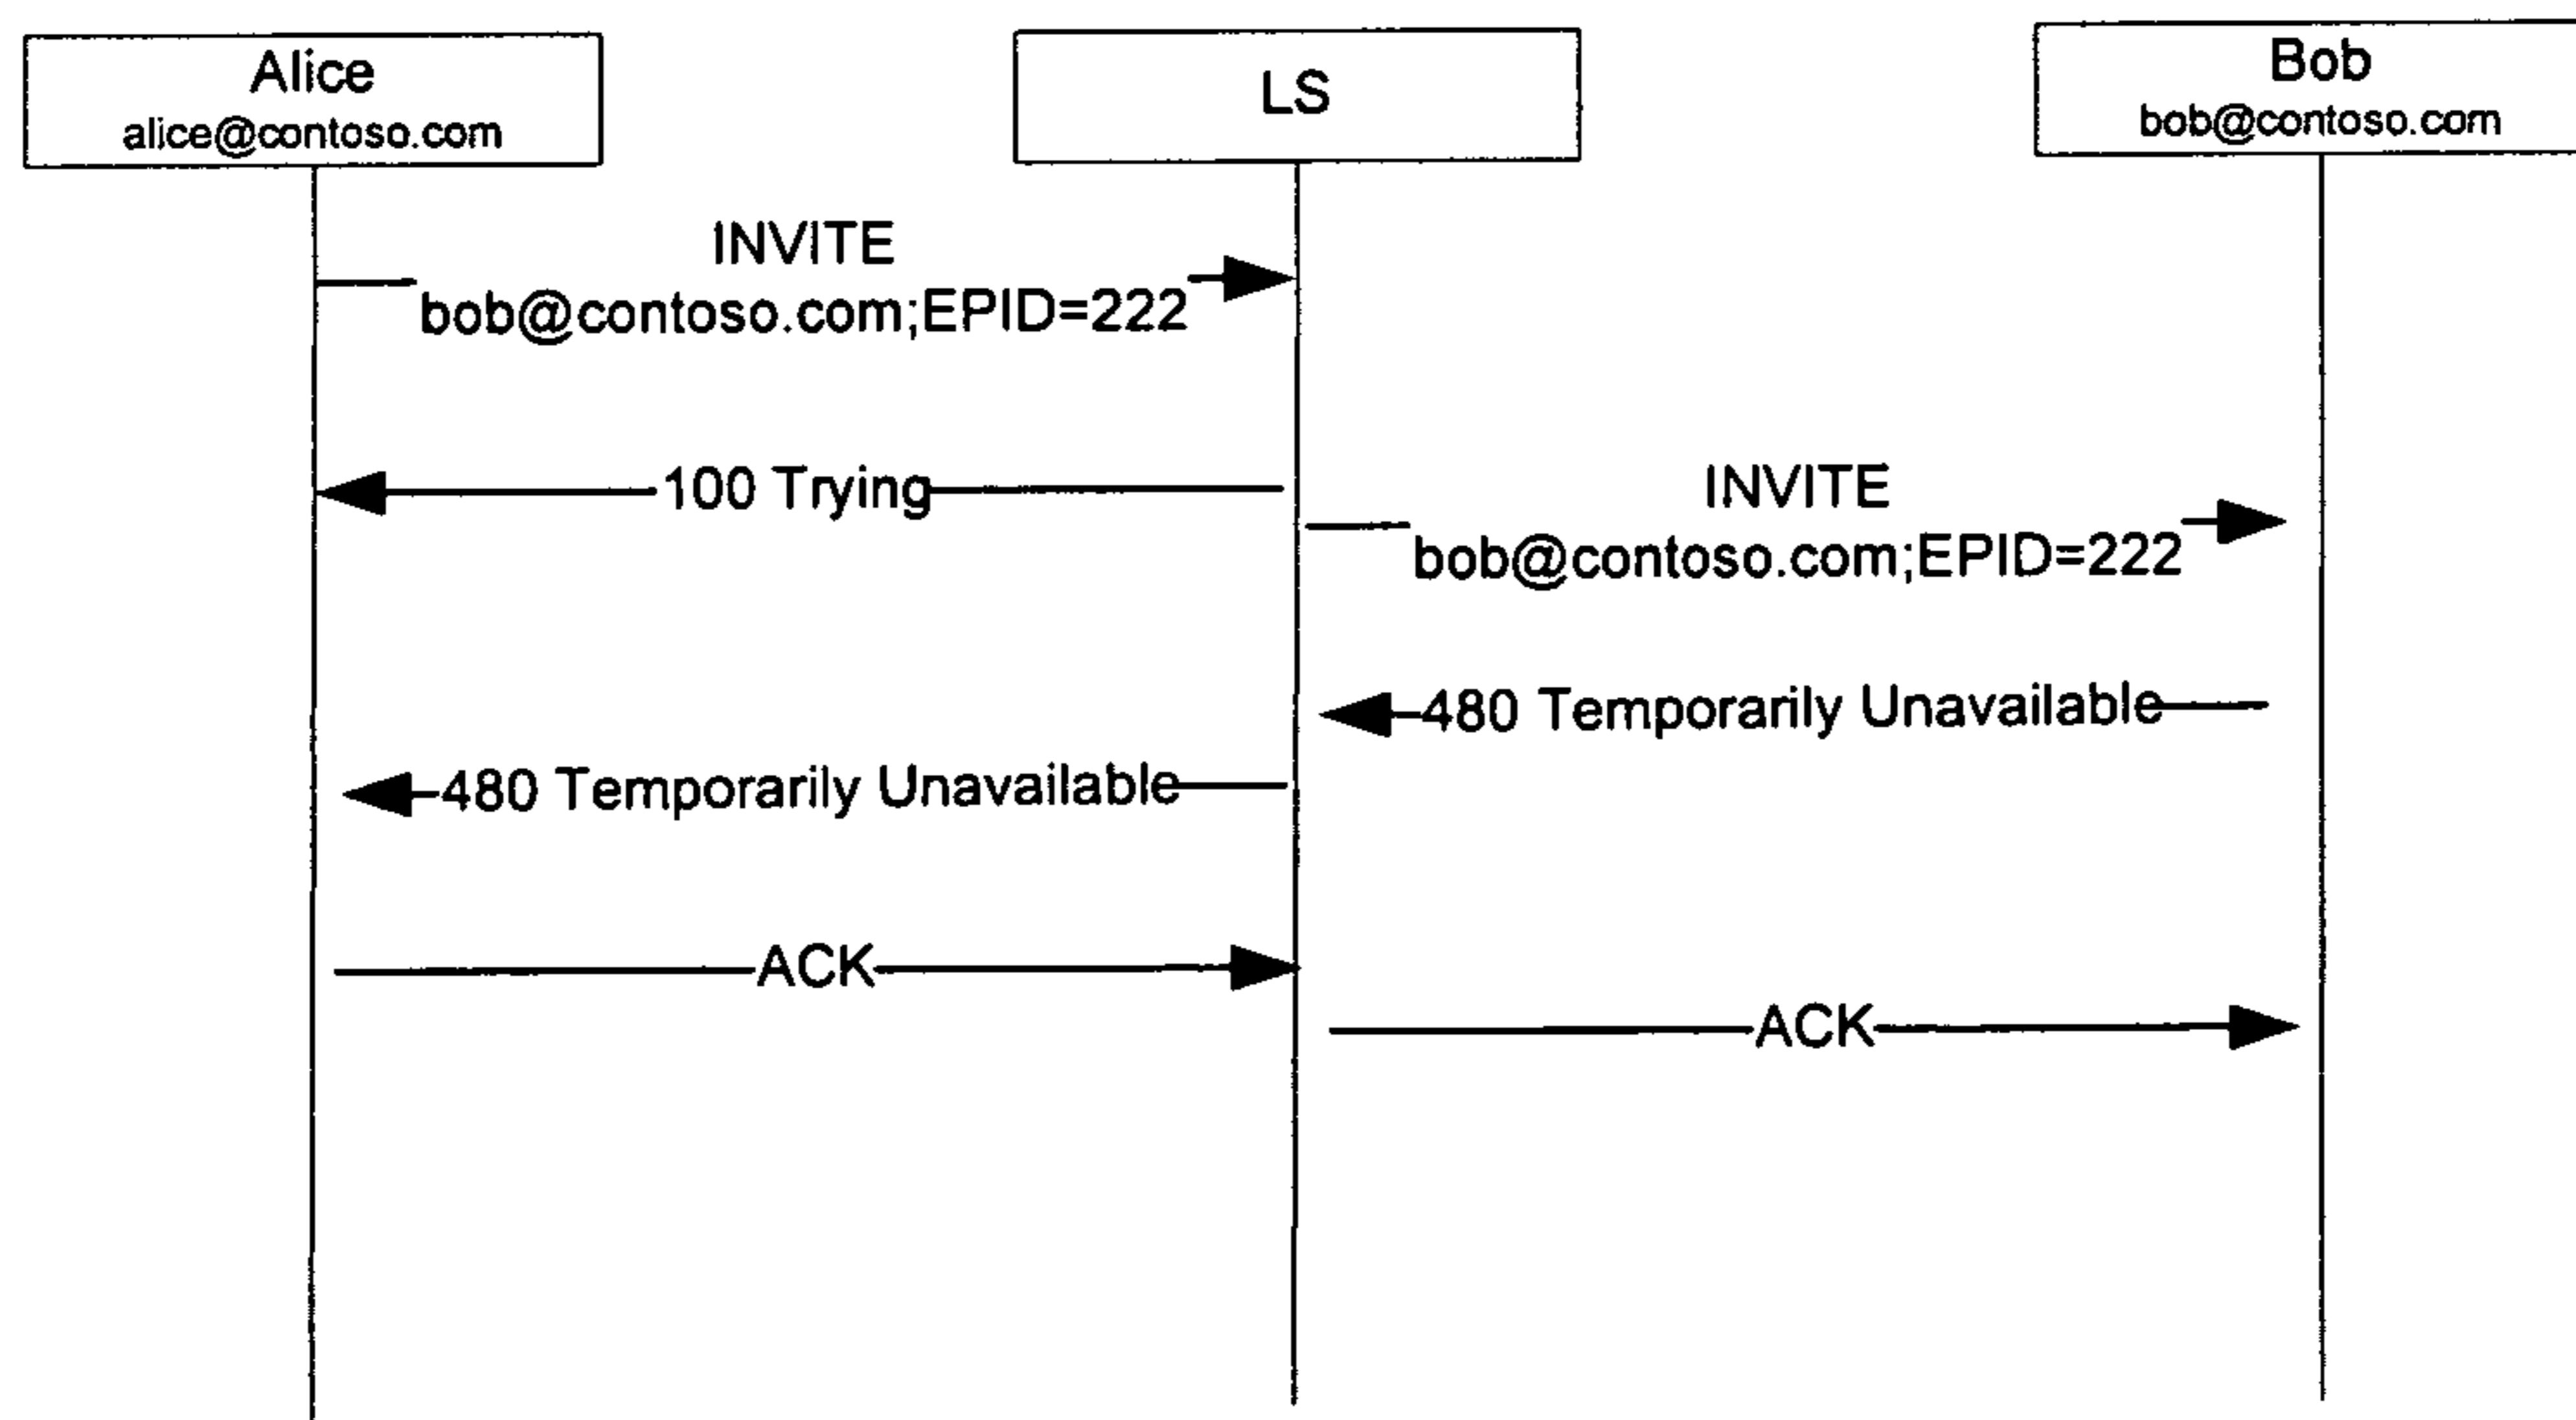 Alice
alice@contoso.com
LS
Bob
bob@contoso.com
INVITE
bob@contoso.com;EPID=222
100 Trying
INVITE
bob@contoso.com;EPID=222
480 Temporarily Unavailable
480 Temporarily Unavailable
ACK
ACK